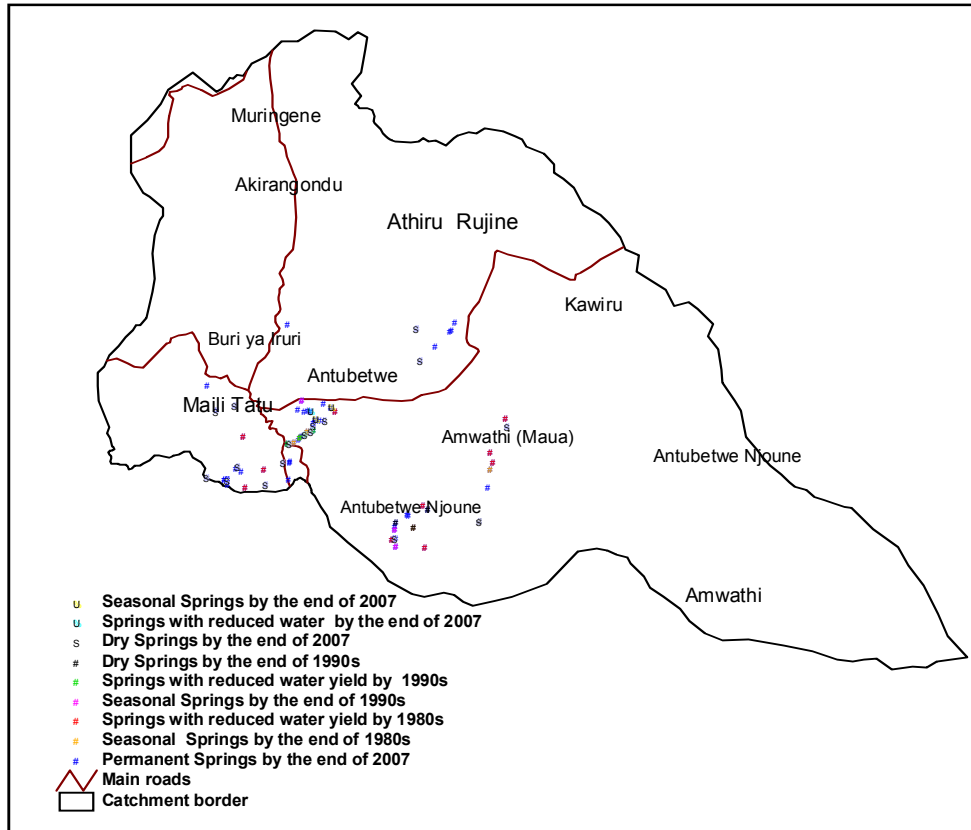 Muringene
Akirangondu
Athiru Rujine
Kawiru
Buri ya Iruri
Antubetwe
Maili Tatu
Amwathi (Maua)
Antubetwe Njoune
Antubetwe Njoune
Amwathi
U Seasonal Springs by the end of 2007
U Springs with reduced water by the end of 2007
S Dry Springs by the end of 2007
# Dry Springs by the end of 1990s
# Springs with reduced water yield by 1990s
# Seasonal Springs by the end of 1990s
# Springs with reduced water yield by 1980s
# Seasonal Springs by the end of 1980s
# Permanent Springs by the end of 2007
Main roads
Catchment border